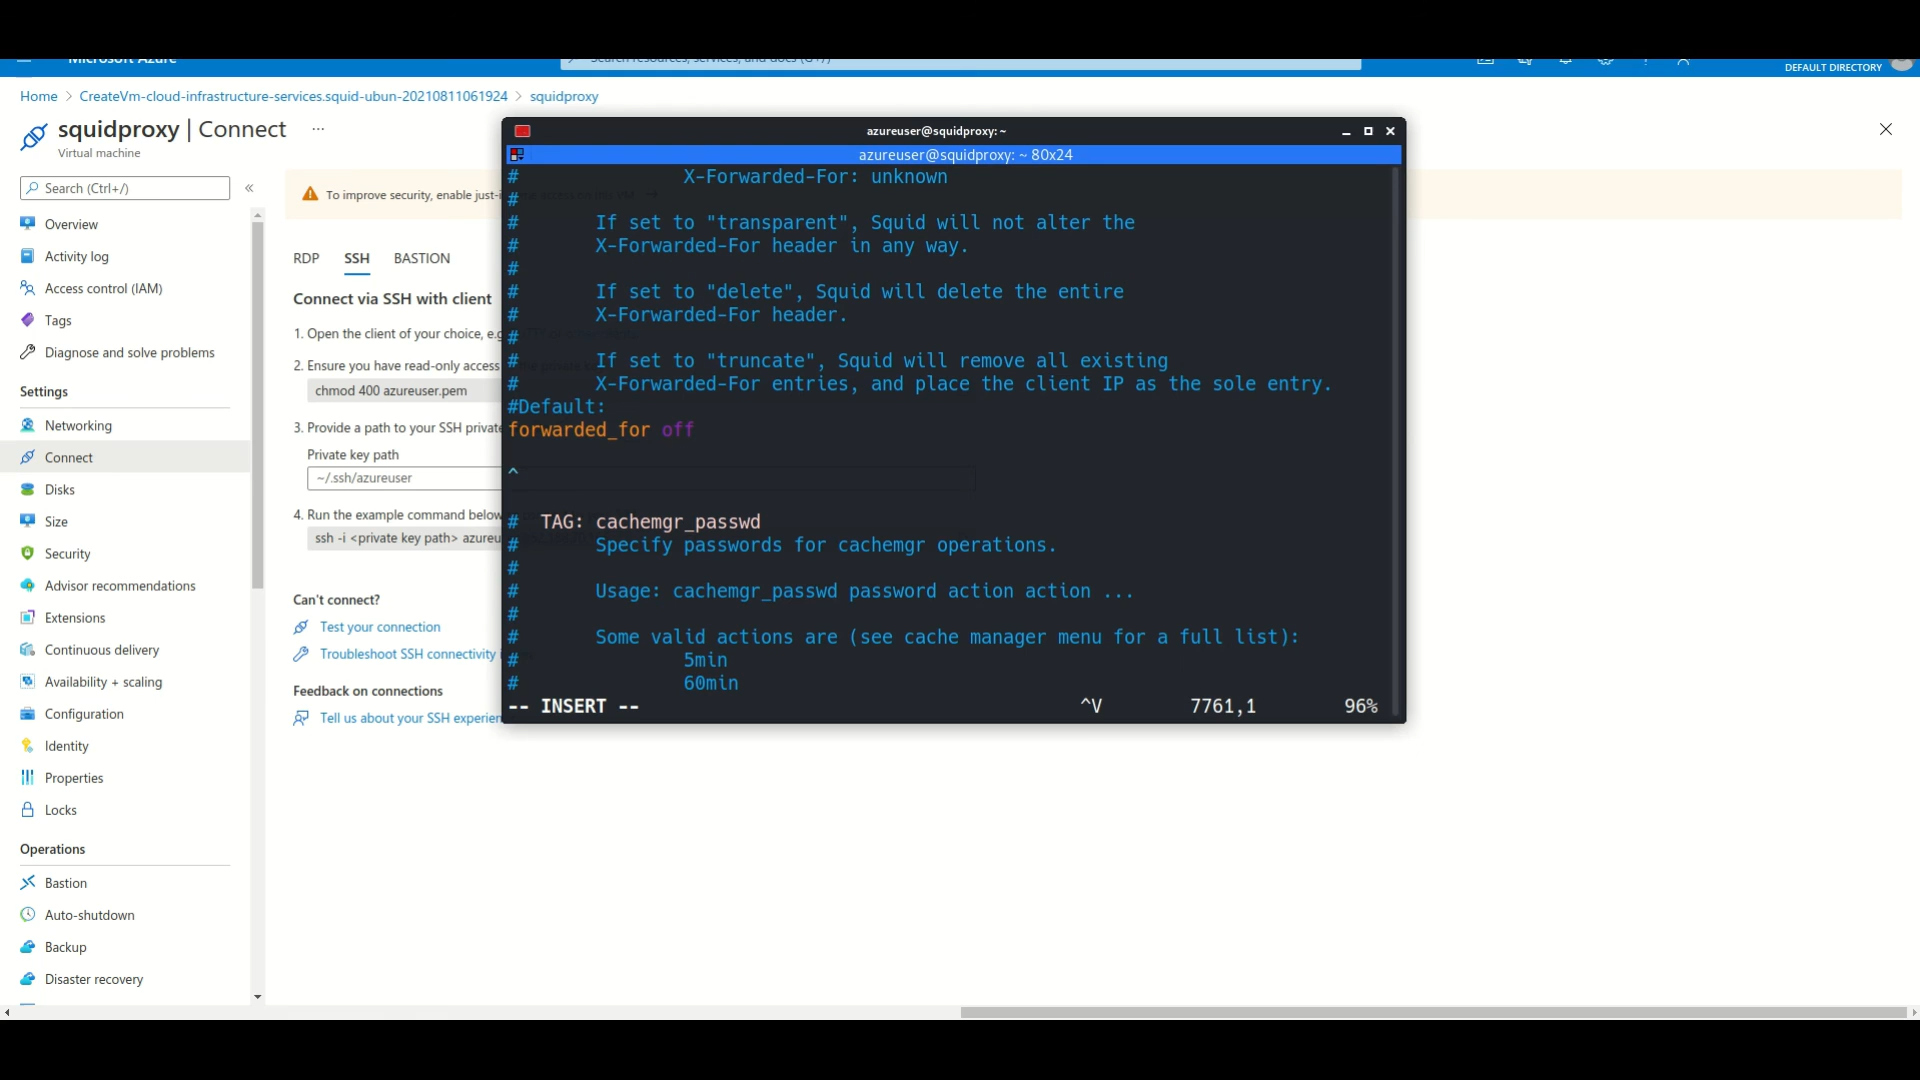 Microsoft Azure
Search resources, services, and docs (G+/)
DEFAULT DIRECTORY
Home > CreateVm-cloud-infrastructure-services.squid-ubun-20210811061924 > squidproxy
squidproxy | Connect ...
Virtual machine
Search (Ctrl+/)
«
Overview
Activity log
Access control (IAM)
Tags
Diagnose and solve problems
Settings
Networking
Connect
Disks
Size
Security
Advisor recommendations
Extensions
Continuous delivery
Availability + scaling
Configuration
Identity
Properties
Locks
Operations
Bastion
Auto-shutdown
Backup
Disaster recovery
To improve security, enable just-i
RDP SSH BASTION
Connect via SSH with client
1. Open the client of your choice, e.g
2. Ensure you have read-only access
chmod 400 azureuser.pem
3. Provide a path to your SSH private
Private key path
~/.ssh/azureuser
4. Run the example command below
ssh -i <private key path> azureu
Can't connect?
Test your connection
Troubleshoot SSH connectivity
Feedback on connections
Tell us about your SSH experien
azureuser@squidproxy: ~
azureuser@squidproxy: ~ 80x24
# X-Forwarded-For: unknown
#
# If set to "transparent", Squid will not alter the
# X-Forwarded-For header in any way.
#
# If set to "delete", Squid will delete the entire
# X-Forwarded-For header.
#
# If set to "truncate", Squid will remove all existing
# X-Forwarded-For entries, and place the client IP as the sole entry.
#Default:
forwarded_for off
^
# TAG: cachemgr_passwd
# Specify passwords for cachemgr operations.
#
# Usage: cachemgr_passwd password action action ...
#
# Some valid actions are (see cache manager menu for a full list):
# 5min
# 60min
-- INSERT -- ^V 7761,1 96%